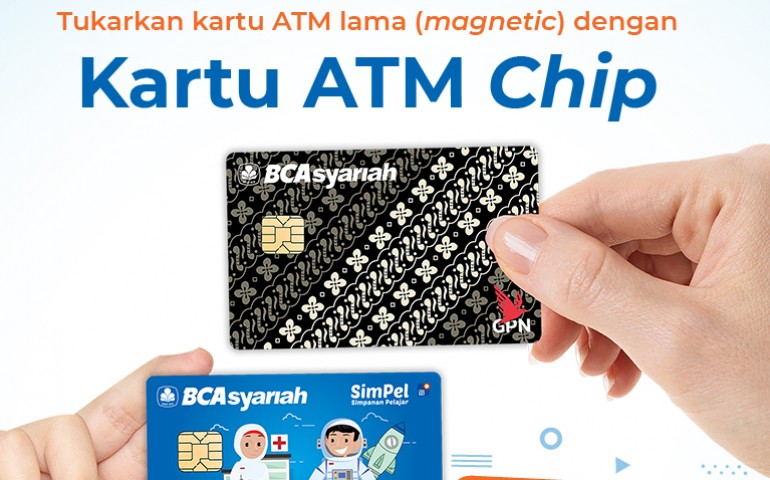 Tukarkan kartu ATM lama (magnetic) dengan
Kartu ATM Chip
BCAsyariah
GPN
BCAsyariah
SimPel
Simpanan Pelajar